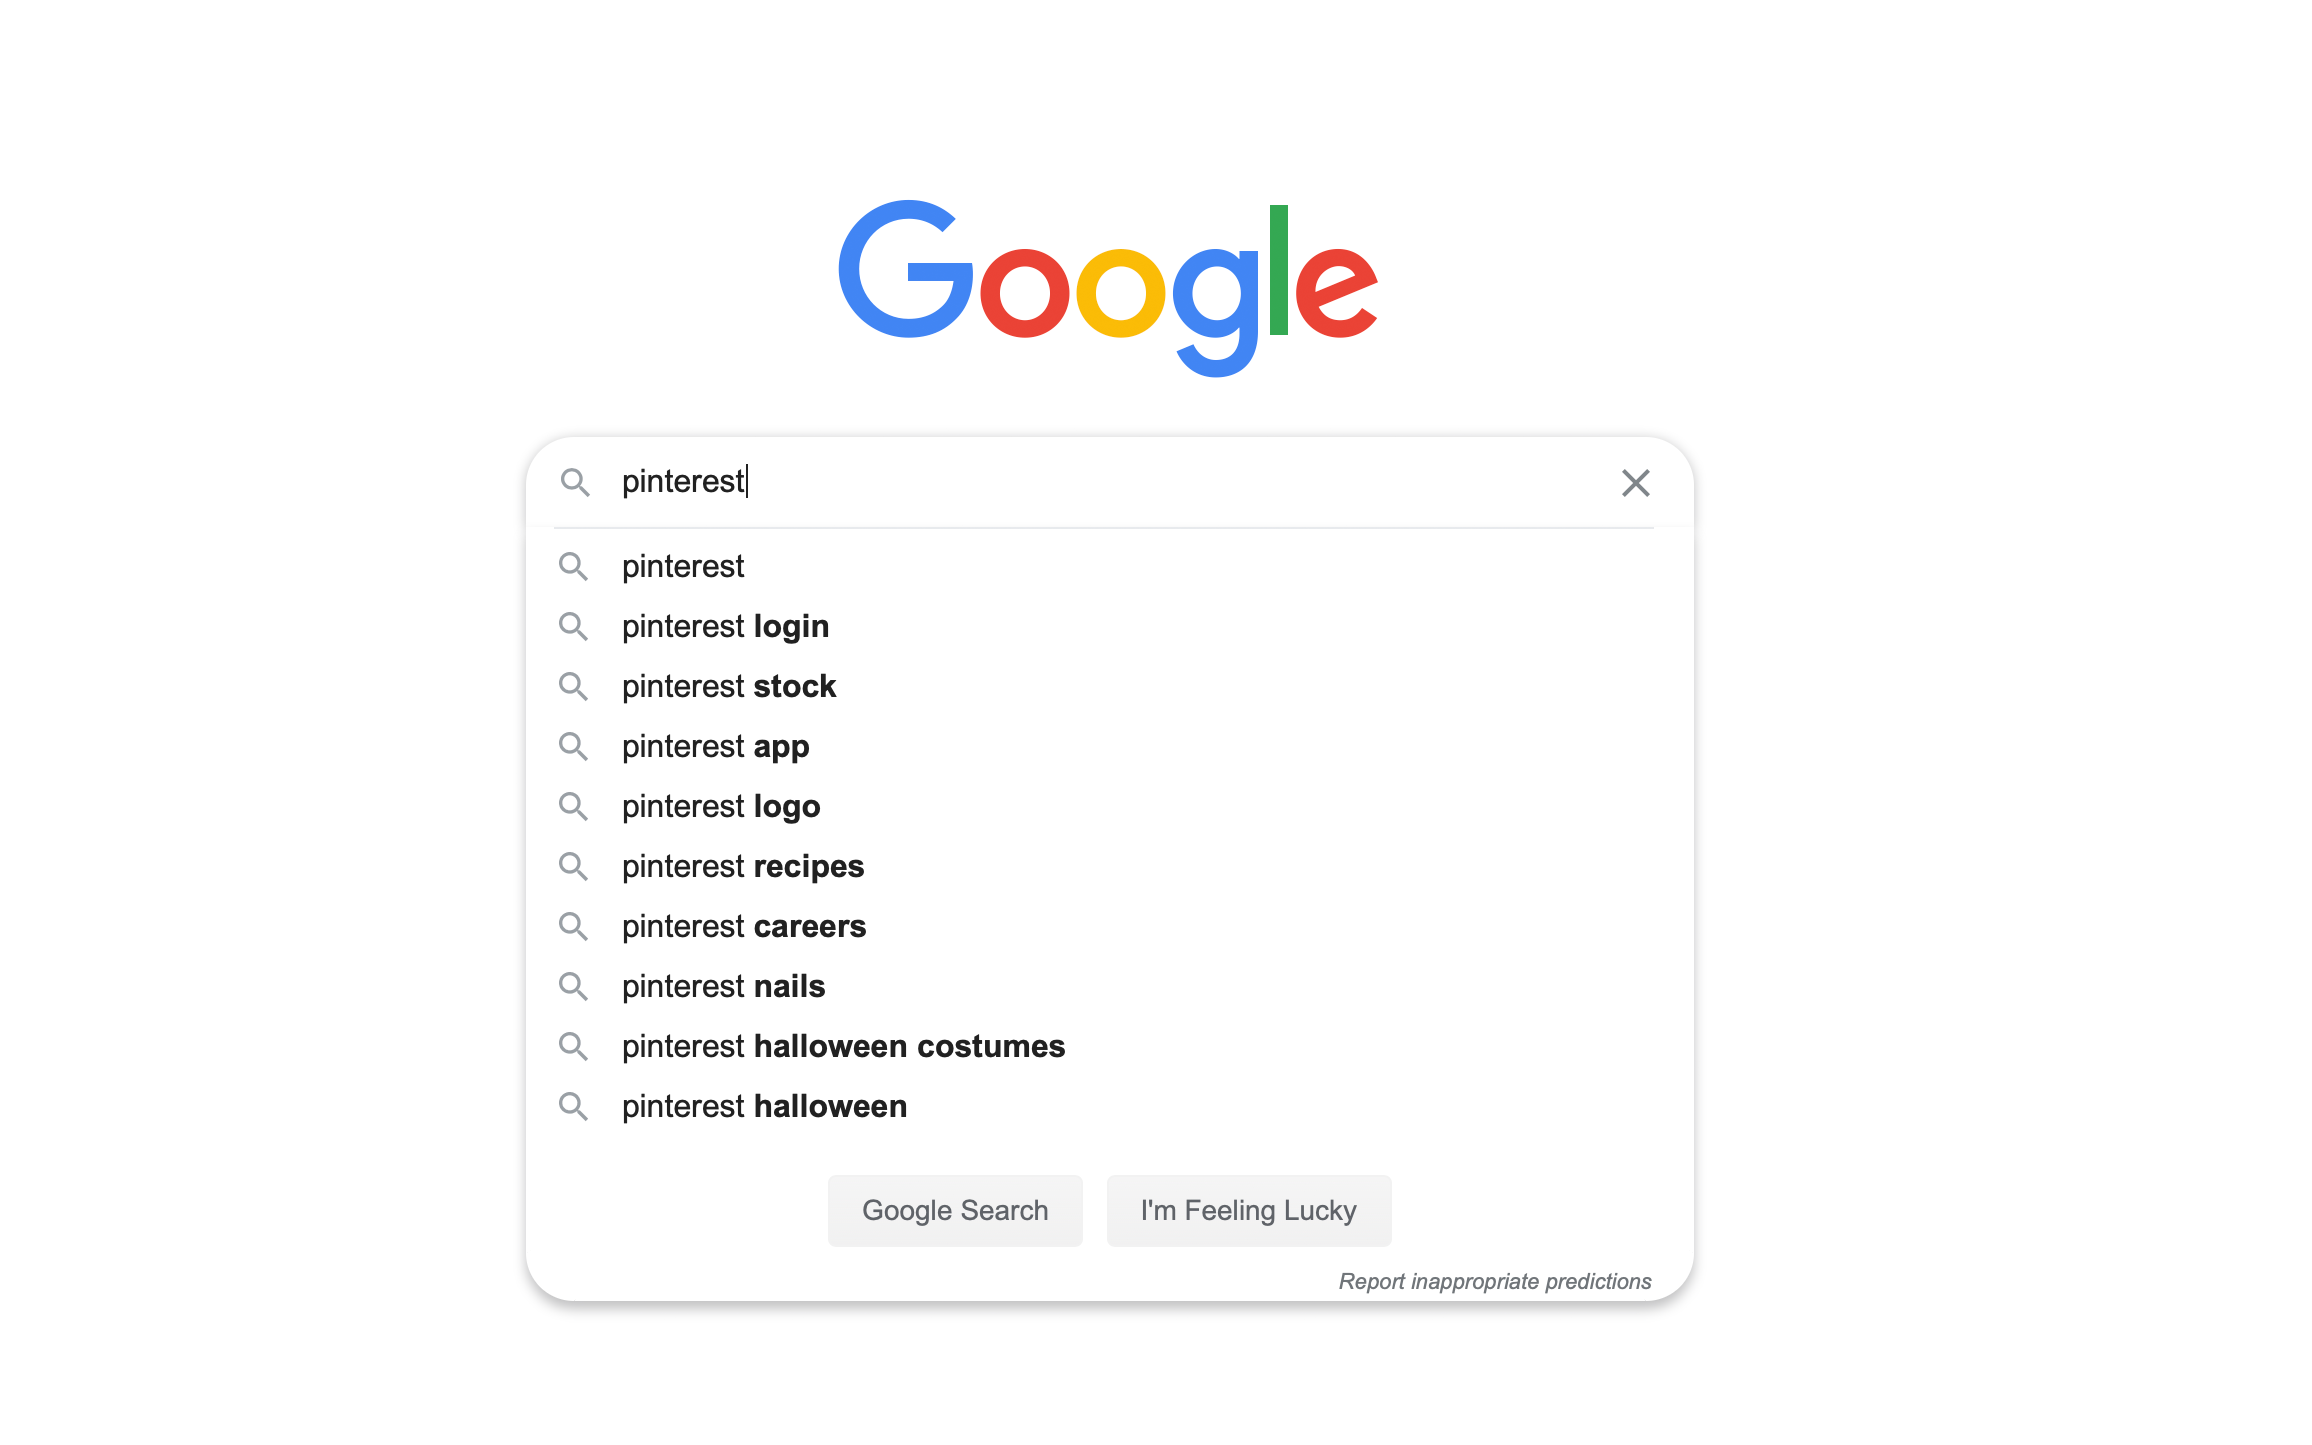 Google
pinterest
pinterest
pinterest login
pinterest stock
pinterest app
pinterest logo
pinterest recipes
pinterest careers
pinterest nails
pinterest halloween costumes
pinterest halloween
Google Search I'm Feeling Lucky
Report inappropriate predictions